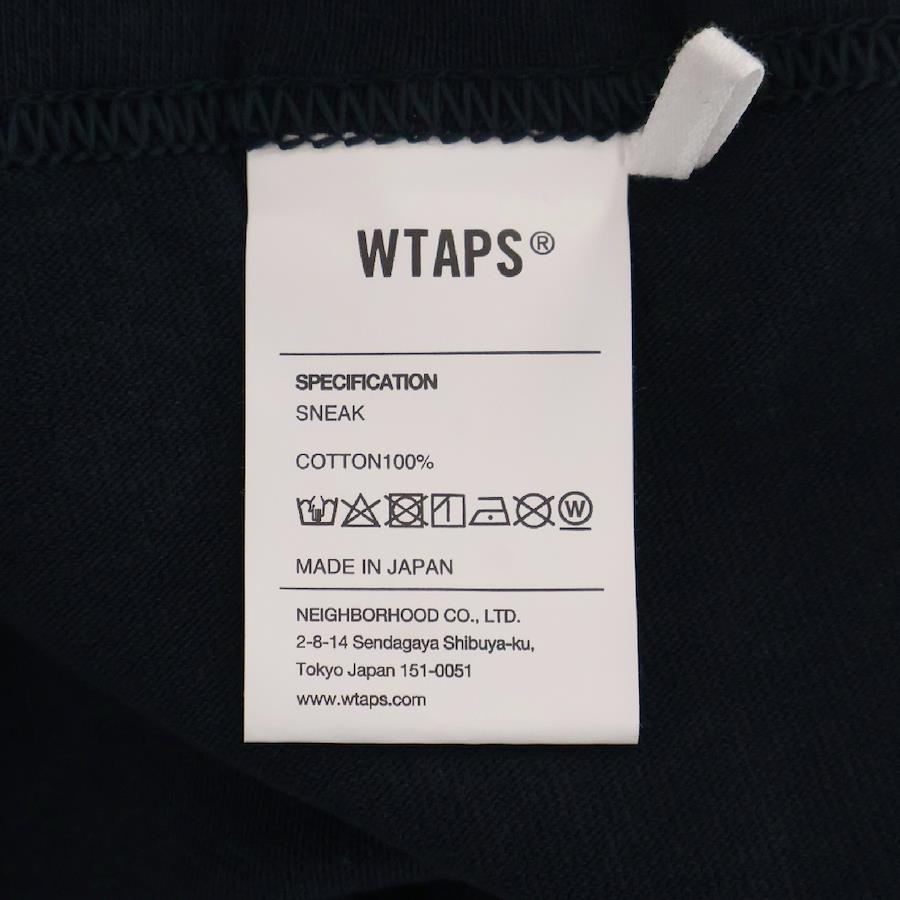 WTAPS®
SPECIFICATION
SNEAK
COTTON100%
W
MADE IN JAPAN
NEIGHBORHOOD CO., LTD.
2-8-14 Sendagaya Shibuya-ku,
Tokyo Japan 151-0051
www.wtaps.com